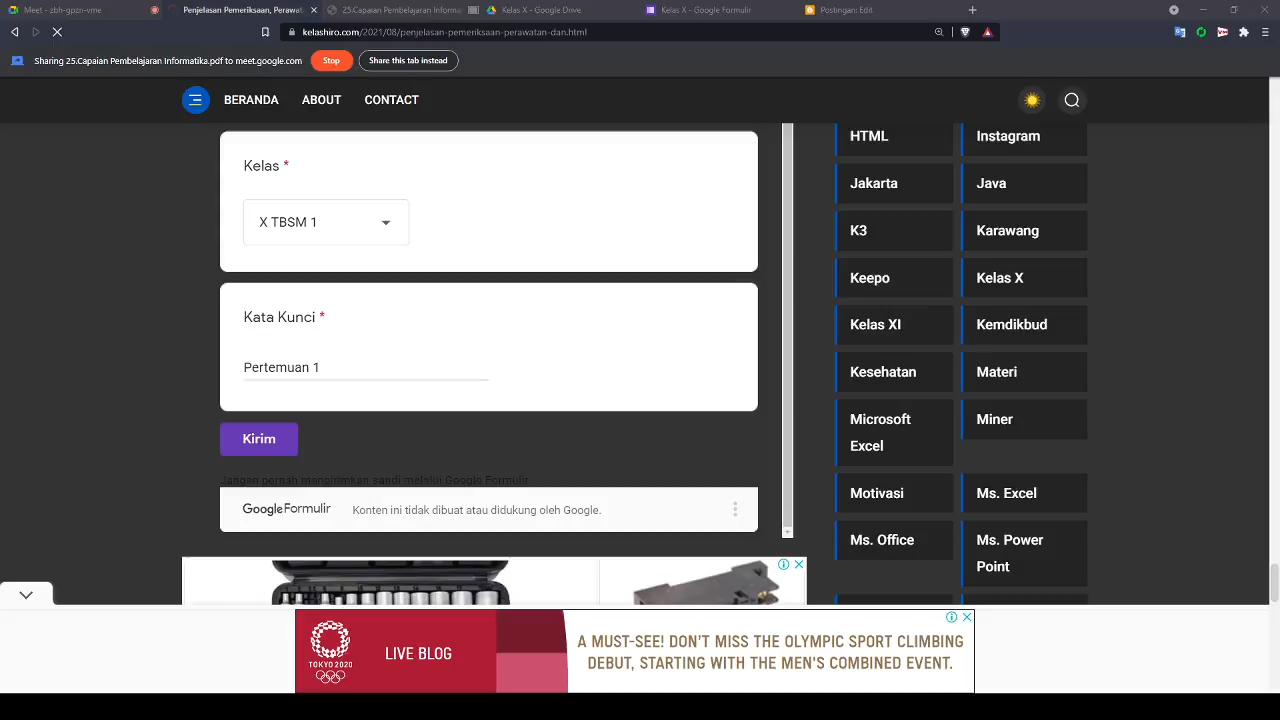 Meet - zbh-gpzn-vme
Penjelasan Pemeriksaan, Perawat
25.Capaian Pembelajaran Informa
Kelas X - Google Drive
Kelas X - Google Formulir
Postingan: Edit
kelashiro.com/2021/08/penjelasan-pemeriksaan-perawatan-dan.html
Sharing 25.Capaian Pembelajaran Informatika.pdf to meet.google.com
Stop
Share this tab instead
BERANDA
ABOUT
CONTACT
Kelas *
X TBSM 1
Kata Kunci *
Pertemuan 1
Kirim
Jangan pernah mengirimkan sandi melalui Google Formulir.
Google Formulir
Konten ini tidak dibuat atau didukung oleh Google.
HTML
Instagram
Jakarta
Java
K3
Karawang
Keepo
Kelas X
Kelas XI
Kemdikbud
Kesehatan
Materi
Microsoft
Excel
Miner
Motivasi
Ms. Excel
Ms. Office
Ms. Power
Point
TOKYO 2020
LIVE BLOG
A MUST-SEE! DON'T MISS THE OLYMPIC SPORT CLIMBING
DEBUT, STARTING WITH THE MEN'S COMBINED EVENT.